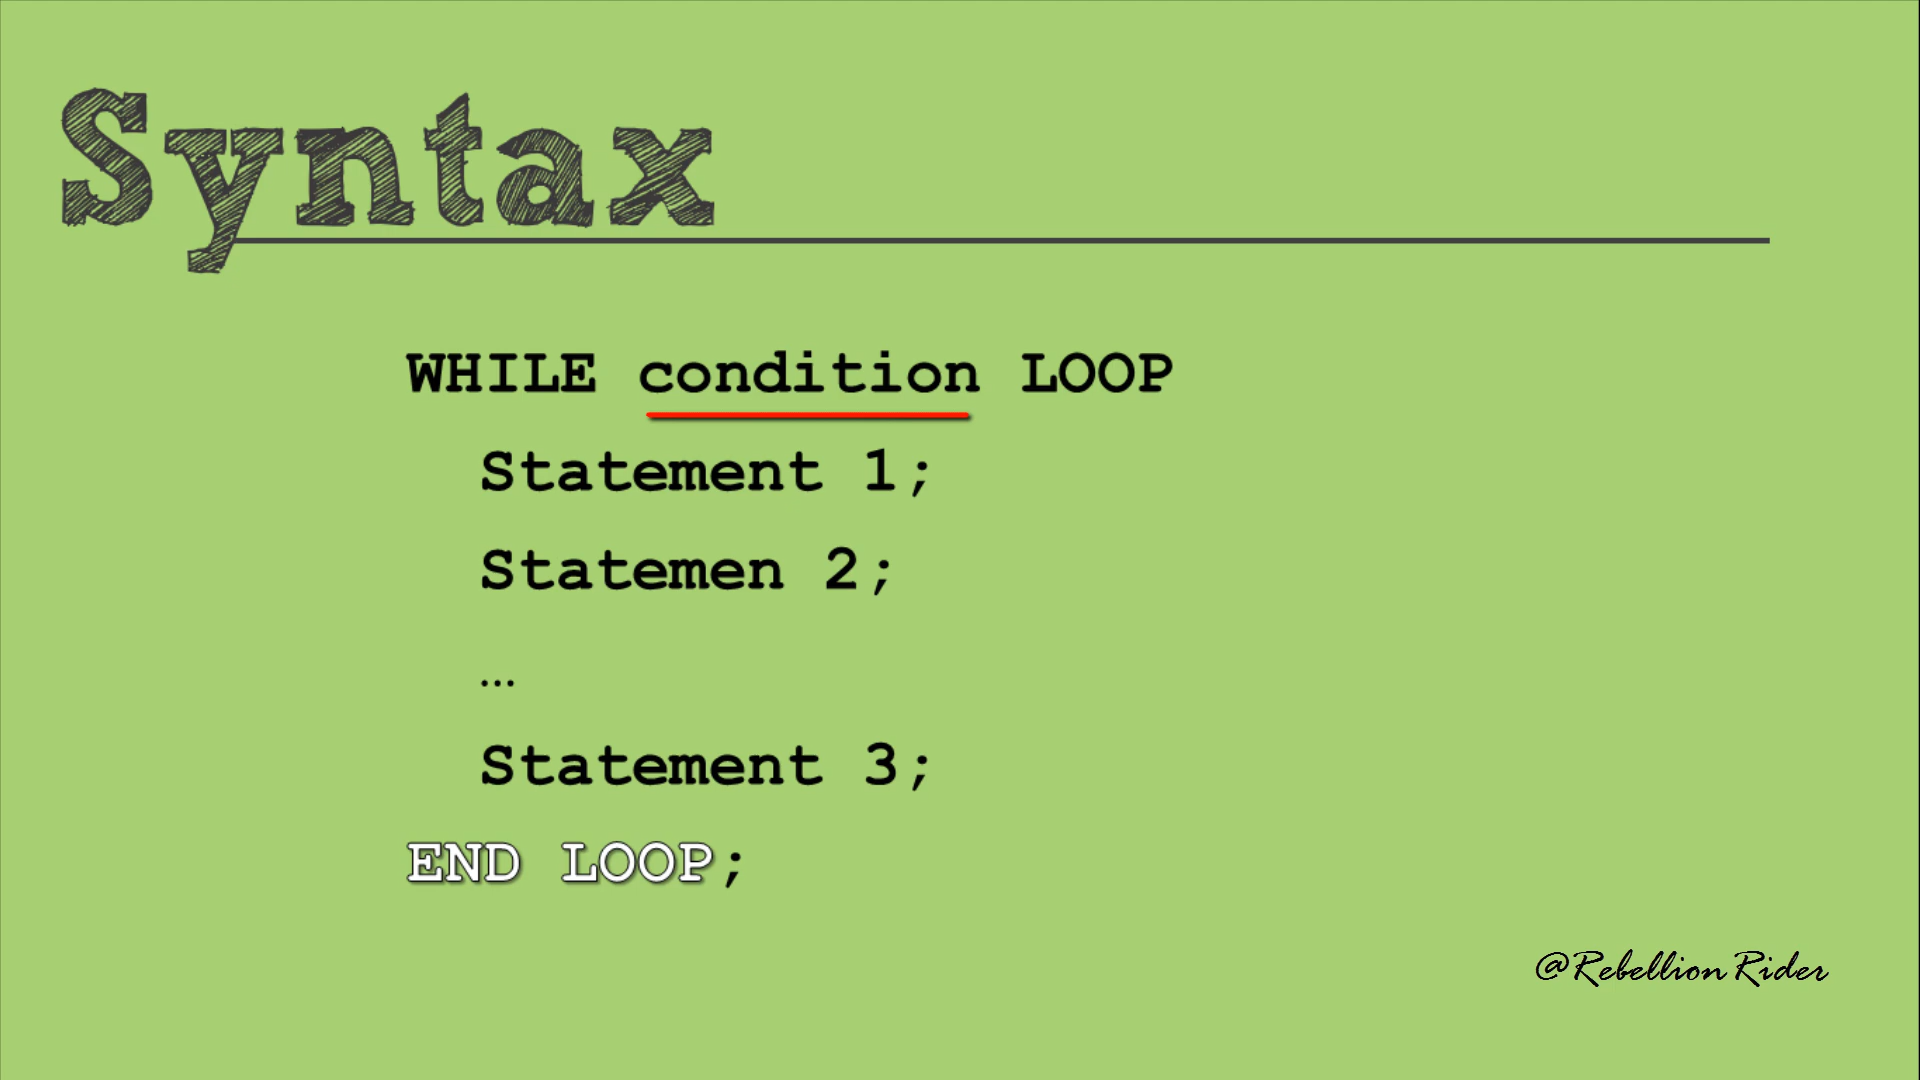 Syntax
WHILE condition LOOP
Statement 1;
Statemen 2;
...
Statement 3;
END LOOP;
@Rebellion Rider